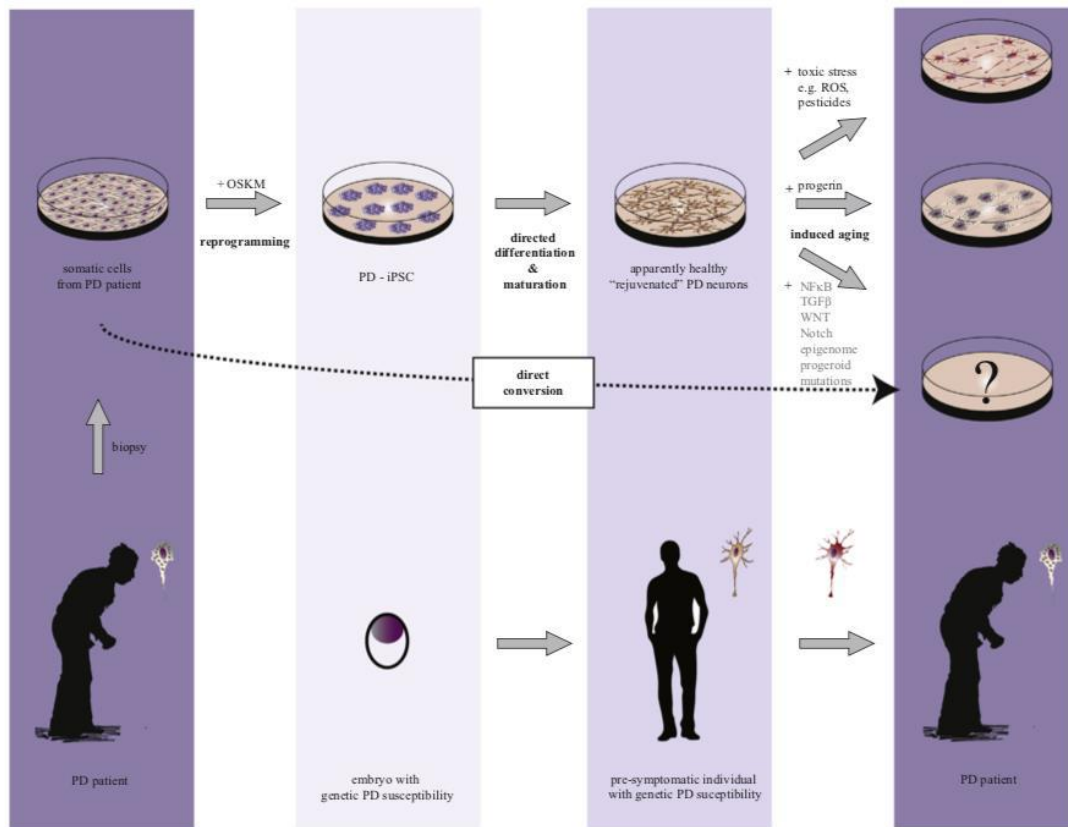 somatic cells
from PD patient
+ OSKM
reprogramming
PD - iPSC
directed
differentiation
&
maturation
apparently healthy
“rejuvenated” PD neurons
+ toxic stress
e.g. ROS,
pesticides
+ progerin
induced aging
+ NFκB
TGFβ
WNT
Notch
epigenome
progeroid
mutations
?
direct
conversion
biopsy
PD patient
embryo with
genetic PD susceptibility
pre-symptomatic individual
with genetic PD suceptibility
PD patient